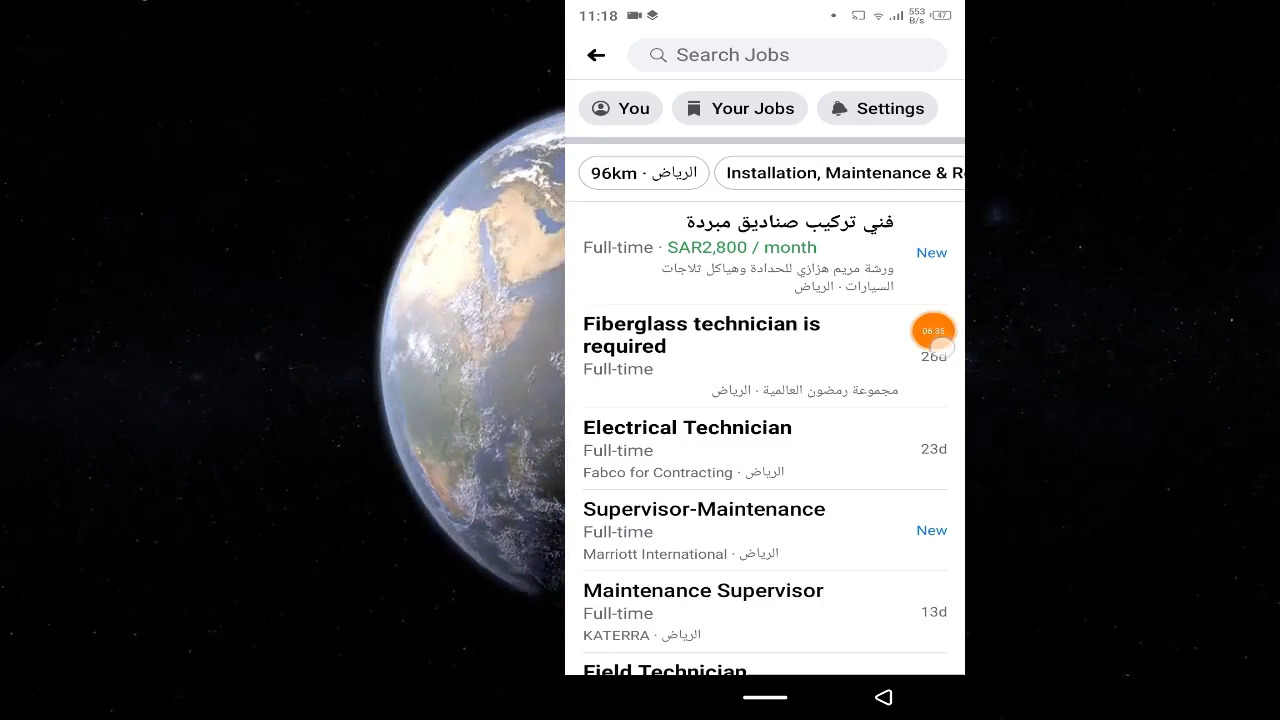 11:18
553
B/s
47
Search Jobs
You
Your Jobs
Settings
96km · الرياض
Installation, Maintenance & R
فني تركيب صناديق مبردة
Full-time · SAR2,800 / month
New
ورشة مريم هزازي للحدادة وهياكل ثلاجات
السيارات · الرياض
Fiberglass technician is
required
06:35
26d
Full-time
مجموعة رمضون العالمية · الرياض
Electrical Technician
Full-time
23d
Fabco for Contracting · الرياض
Supervisor-Maintenance
Full-time
New
Marriott International · الرياض
Maintenance Supervisor
Full-time
13d
KATERRA · الرياض
Field Technician